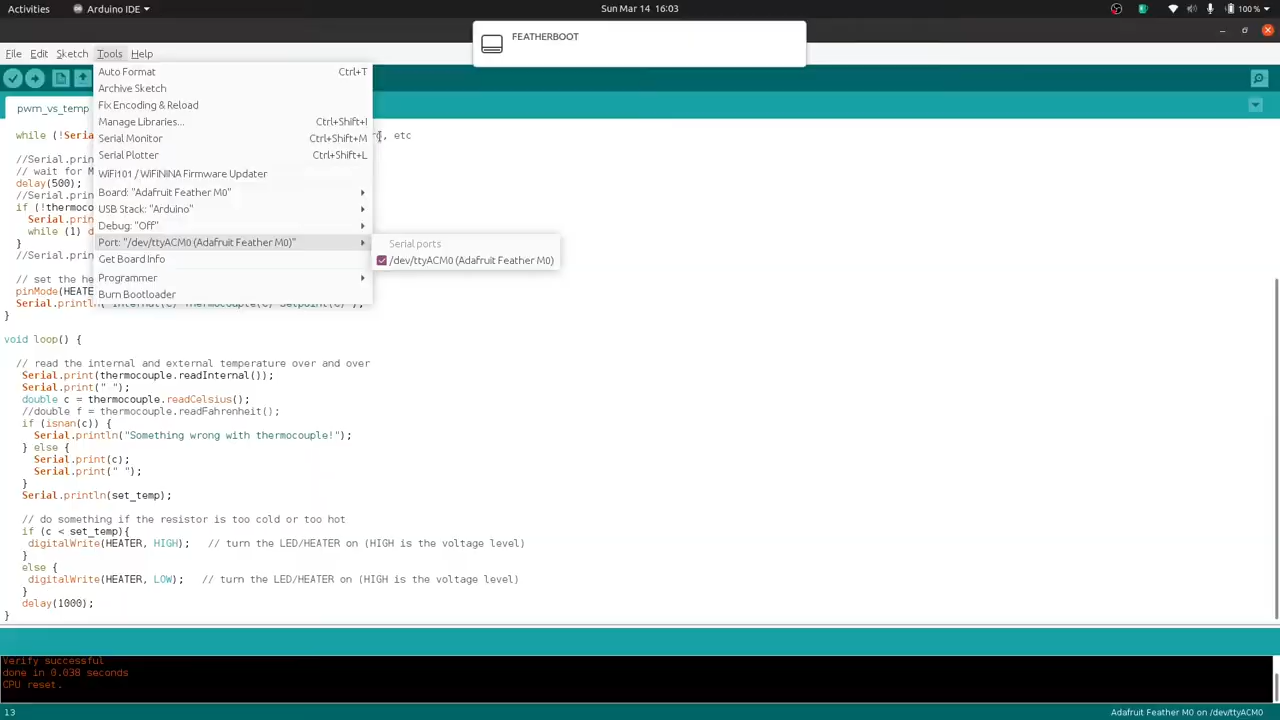 Activities
Arduino IDE
Sun Mar 14 16:03
100 %
FEATHERBOOT
File Edit Sketch Tools Help
Auto Format Ctrl+T
Archive Sketch
Fix Encoding & Reload
Manage Libraries... Ctrl+Shift+I
Serial Monitor Ctrl+Shift+M
Serial Plotter Ctrl+Shift+L
WiFi101 / WiFiNINA Firmware Updater
Board: "Adafruit Feather M0"
USB Stack: "Arduino"
Debug: "Off"
Port: "/dev/ttyACM0 (Adafruit Feather M0)"
Get Board Info
Programmer
Burn Bootloader
Serial ports
/dev/ttyACM0 (Adafruit Feather M0)
pwm_vs_temp
while (!Seria
, etc
//Serial.prin
// wait for M
delay(500);
//Serial.prin
if (!thermoco
Serial.prin
while (1) d
}
//Serial.prin
// set the he
pinMode(HEATE
Serial.println("Internal(C) Thermocouple(C) Setpoint(C)");
}
void loop() {
// read the internal and external temperature over and over
Serial.print(thermocouple.readInternal());
Serial.print(" ");
double c = thermocouple.readCelsius();
//double f = thermocouple.readFahrenheit();
if (isnan(c)) {
Serial.println("Something wrong with thermocouple!");
} else {
Serial.print(c);
Serial.print(" ");
}
Serial.println(set_temp);
// do something if the resistor is too cold or too hot
if (c < set_temp){
digitalWrite(HEATER, HIGH); // turn the LED/HEATER on (HIGH is the voltage level)
}
else {
digitalWrite(HEATER, LOW); // turn the LED/HEATER on (HIGH is the voltage level)
}
delay(1000);
}
Verify successful
done in 0.038 seconds
CPU reset.
13
Adafruit Feather M0 on /dev/ttyACM0